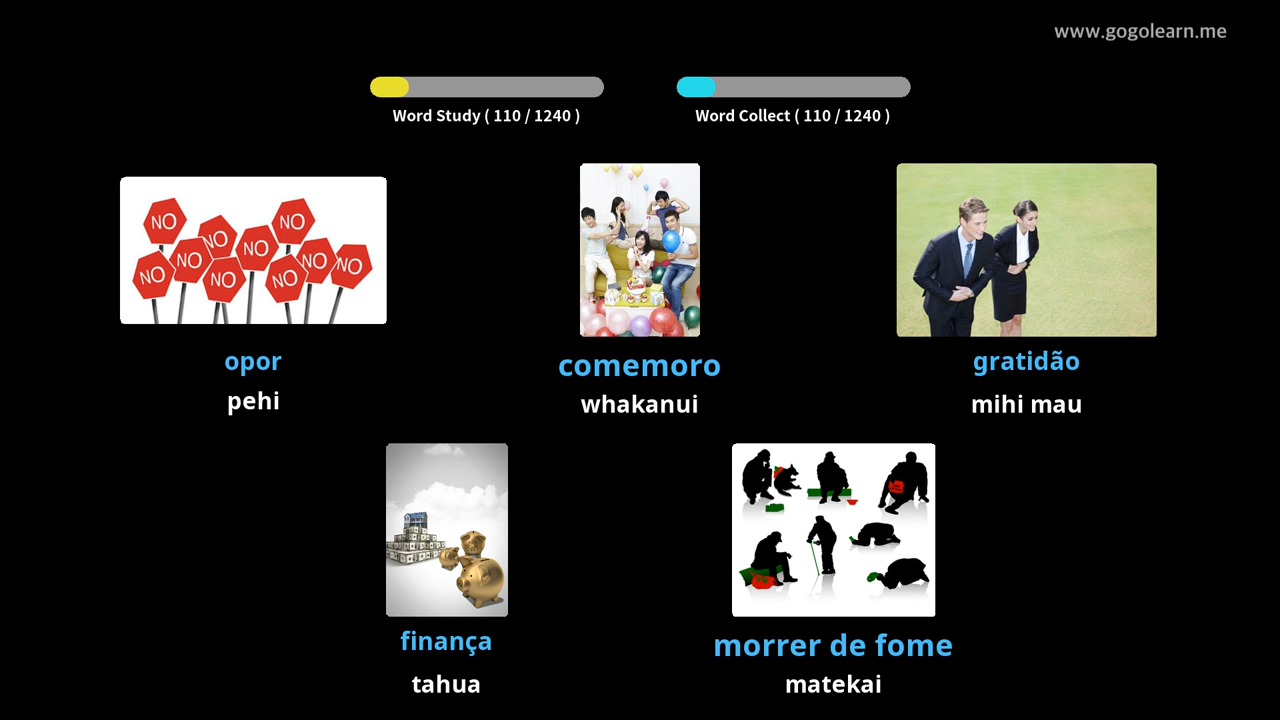 www.gogolearn.me
Word Study ( 110 / 1240 )
Word Collect ( 110 / 1240 )
NO
NO
NO
NO
NO
NO
NO
NO
NO
NO
opor
pehi
comemoro
whakanui
gratidão
mihi mau
finança
tahua
morrer de fome
matekai